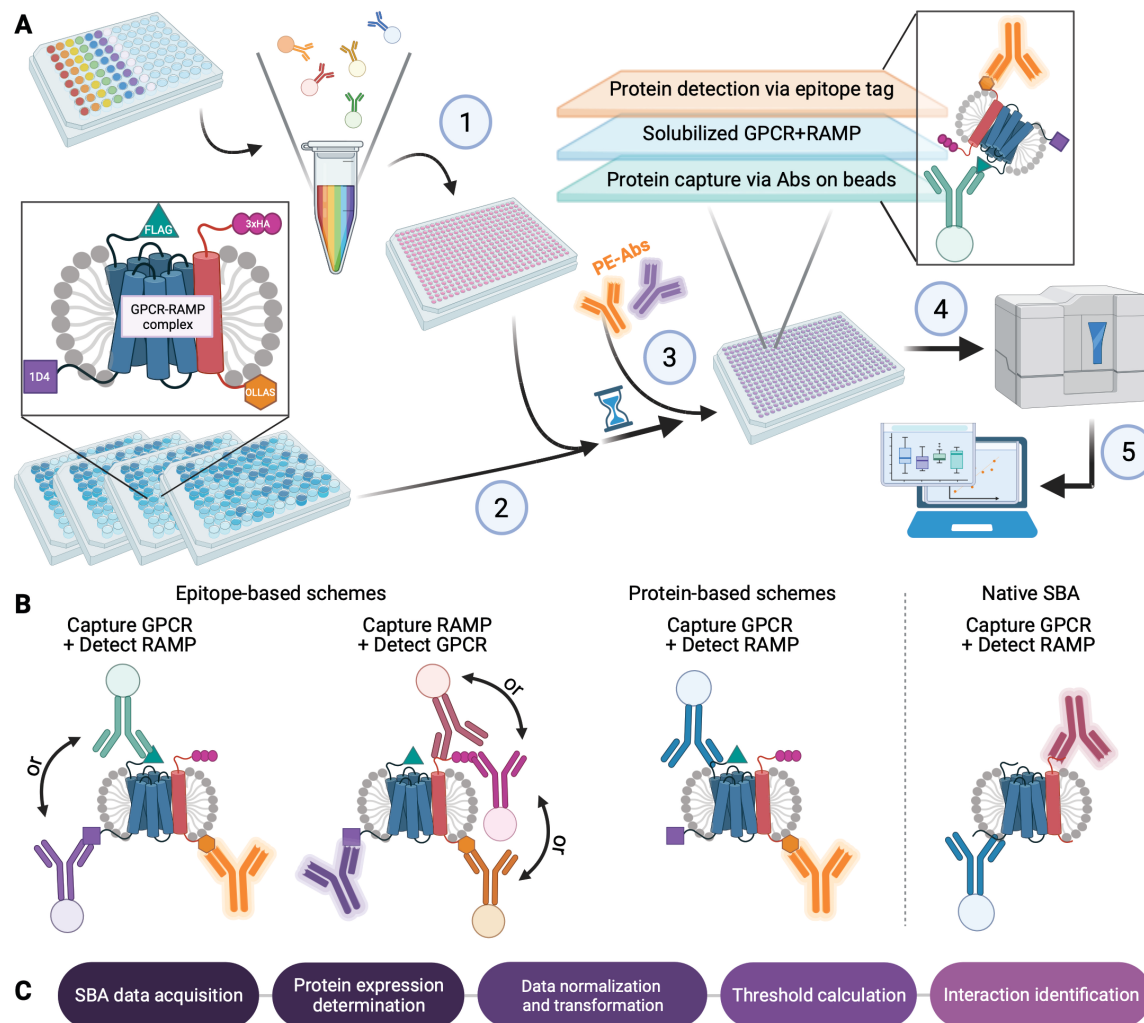 A
1
Protein detection via epitope tag
Solubilized GPCR+RAMP
Protein capture via Abs on beads
FLAG
3xHA
GPCR-RAMP
complex
1D4
OLLAS
PE-Abs
2
3
4
5
B
Epitope-based schemes
Protein-based schemes
Native SBA
Capture GPCR
+ Detect RAMP
Capture RAMP
+ Detect GPCR
Capture GPCR
+ Detect RAMP
Capture GPCR
+ Detect RAMP
or
or
or
C
SBA data acquisition
Protein expression
determination
Data normalization
and transformation
Threshold calculation
Interaction identification